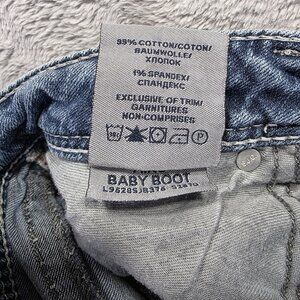 99% COTTON/COTON/
BAUMWOLLE/
ХЛОПОК
1% SPANDEX/
СПАНДЕКС
EXCLUSIVE OF TRIM/
GARNITURES
NON-COMPRISES
BABY BOOT